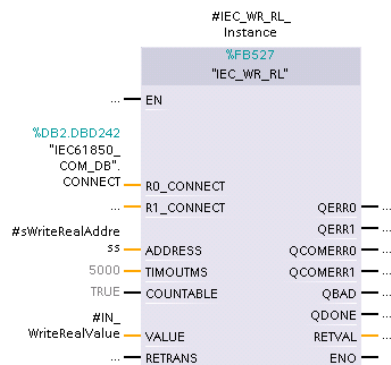 #IEC_WR_RL_
Instance
%FB527
"IEC_WR_RL"
... EN
%DB2.DBD242
"IEC61850_
COM_DB".
CONNECT R0_CONNECT
... R1_CONNECT QERR0 ...
#sWriteRealAddre
ss ADDRESS QERR1 ...
QCOMERR0 ...
5000 TIMOUTMS QCOMERR1 ...
TRUE COUNTABLE QBAD ...
#IN_
WriteRealValue VALUE QDONE ...
RETVAL ...
... RETRANS ENO ...